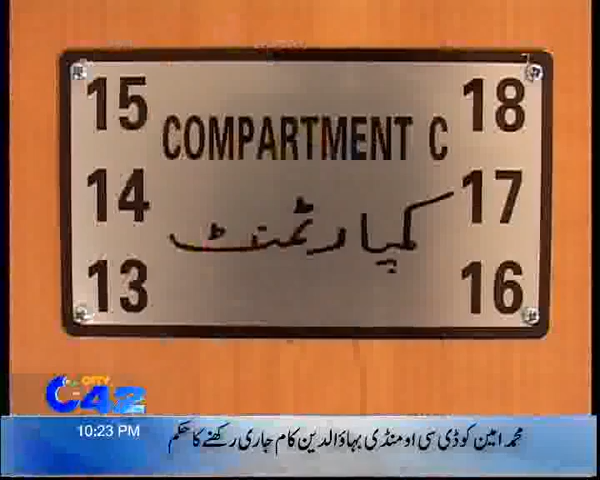 15 18
COMPARTMENT C
14 17
کمپارٹمنٹ
13 16
CITY
C42
10:23 PM
محمد امین کو ڈی سی او منڈی بہاؤالدین کام جاری رکھنے کا حکم